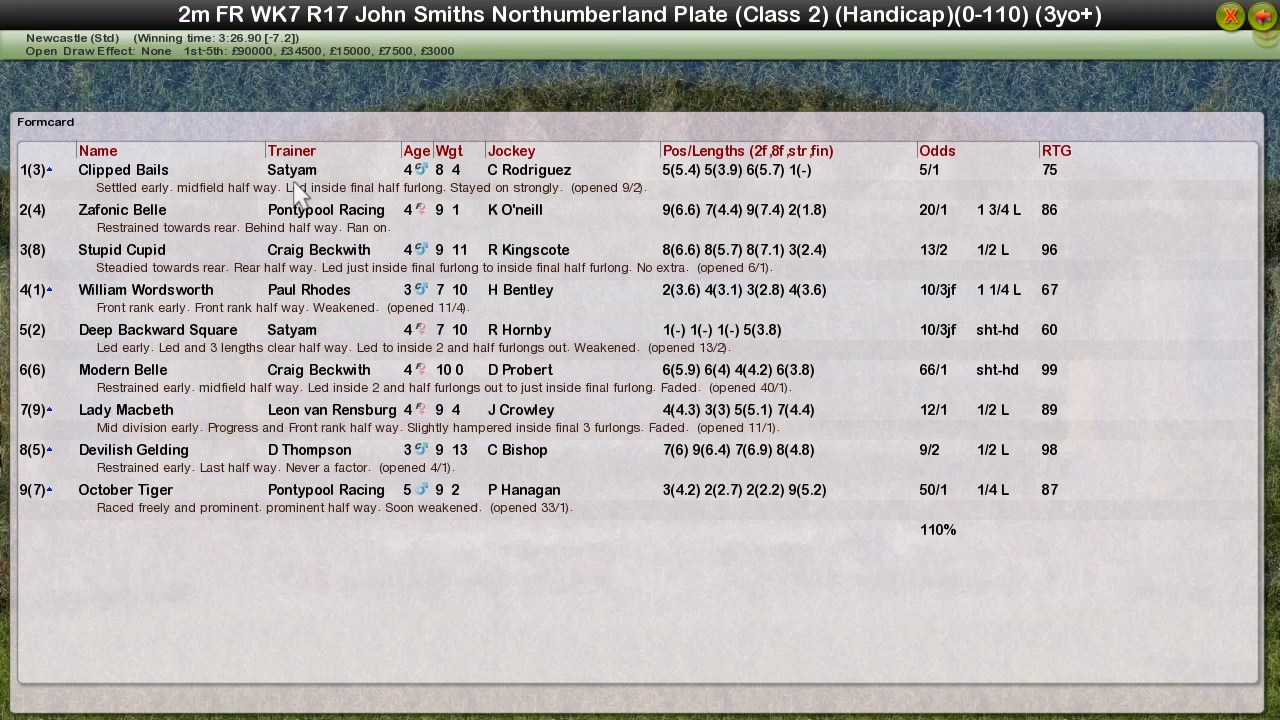 2m FR WK7 R17 John Smiths Northumberland Plate (Class 2) (Handicap)(0-110) (3yo+)
Newcastle (Std) (Winning time: 3:26.90 [-7.2])
Open Draw Effect: None 1st-5th: £90000, £34500, £15000, £7500, £3000
Formcard
Name Trainer Age Wgt Jockey Pos/Lengths (2f,8f,str,fin) Odds RTG
1(3) Clipped Bails Satyam 4 8 4 C Rodriguez 5(5.4) 5(3.9) 6(5.7) 1(-) 5/1 75
Settled early. midfield half way. Led inside final half furlong. Stayed on strongly. (opened 9/2).
2(4) Zafonic Belle Pontypool Racing 4 9 1 K O'neill 9(6.6) 7(4.4) 9(7.4) 2(1.8) 20/1 1 3/4 L 86
Restrained towards rear. Behind half way. Ran on.
3(8) Stupid Cupid Craig Beckwith 4 9 11 R Kingscote 8(6.6) 8(5.7) 8(7.1) 3(2.4) 13/2 1/2 L 96
Steadied towards rear. Rear half way. Led just inside final furlong to inside final half furlong. No extra. (opened 6/1).
4(1) William Wordsworth Paul Rhodes 3 7 10 H Bentley 2(3.6) 4(3.1) 3(2.8) 4(3.6) 10/3jf 1 1/4 L 67
Front rank early. Front rank half way. Weakened. (opened 11/4).
5(2) Deep Backward Square Satyam 4 7 10 R Hornby 1(-) 1(-) 1(-) 5(3.8) 10/3jf sht-hd 60
Led early. Led and 3 lengths clear half way. Led to inside 2 and half furlongs out. Weakened. (opened 13/2).
6(6) Modern Belle Craig Beckwith 4 10 0 D Probert 6(5.9) 6(4) 4(4.2) 6(3.8) 66/1 sht-hd 99
Restrained early. midfield half way. Led inside 2 and half furlongs out to just inside final furlong. Faded. (opened 40/1).
7(9) Lady Macbeth Leon van Rensburg 4 9 4 J Crowley 4(4.3) 3(3) 5(5.1) 7(4.4) 12/1 1/2 L 89
Mid division early. Progress and Front rank half way. Slightly hampered inside final 3 furlongs. Faded. (opened 11/1).
8(5) Devilish Gelding D Thompson 3 9 13 C Bishop 7(6) 9(6.4) 7(6.9) 8(4.8) 9/2 1/2 L 98
Restrained early. Last half way. Never a factor. (opened 4/1).
9(7) October Tiger Pontypool Racing 5 9 2 P Hanagan 3(4.2) 2(2.7) 2(2.2) 9(5.2) 50/1 1/4 L 87
Raced freely and prominent. prominent half way. Soon weakened. (opened 33/1).
110%